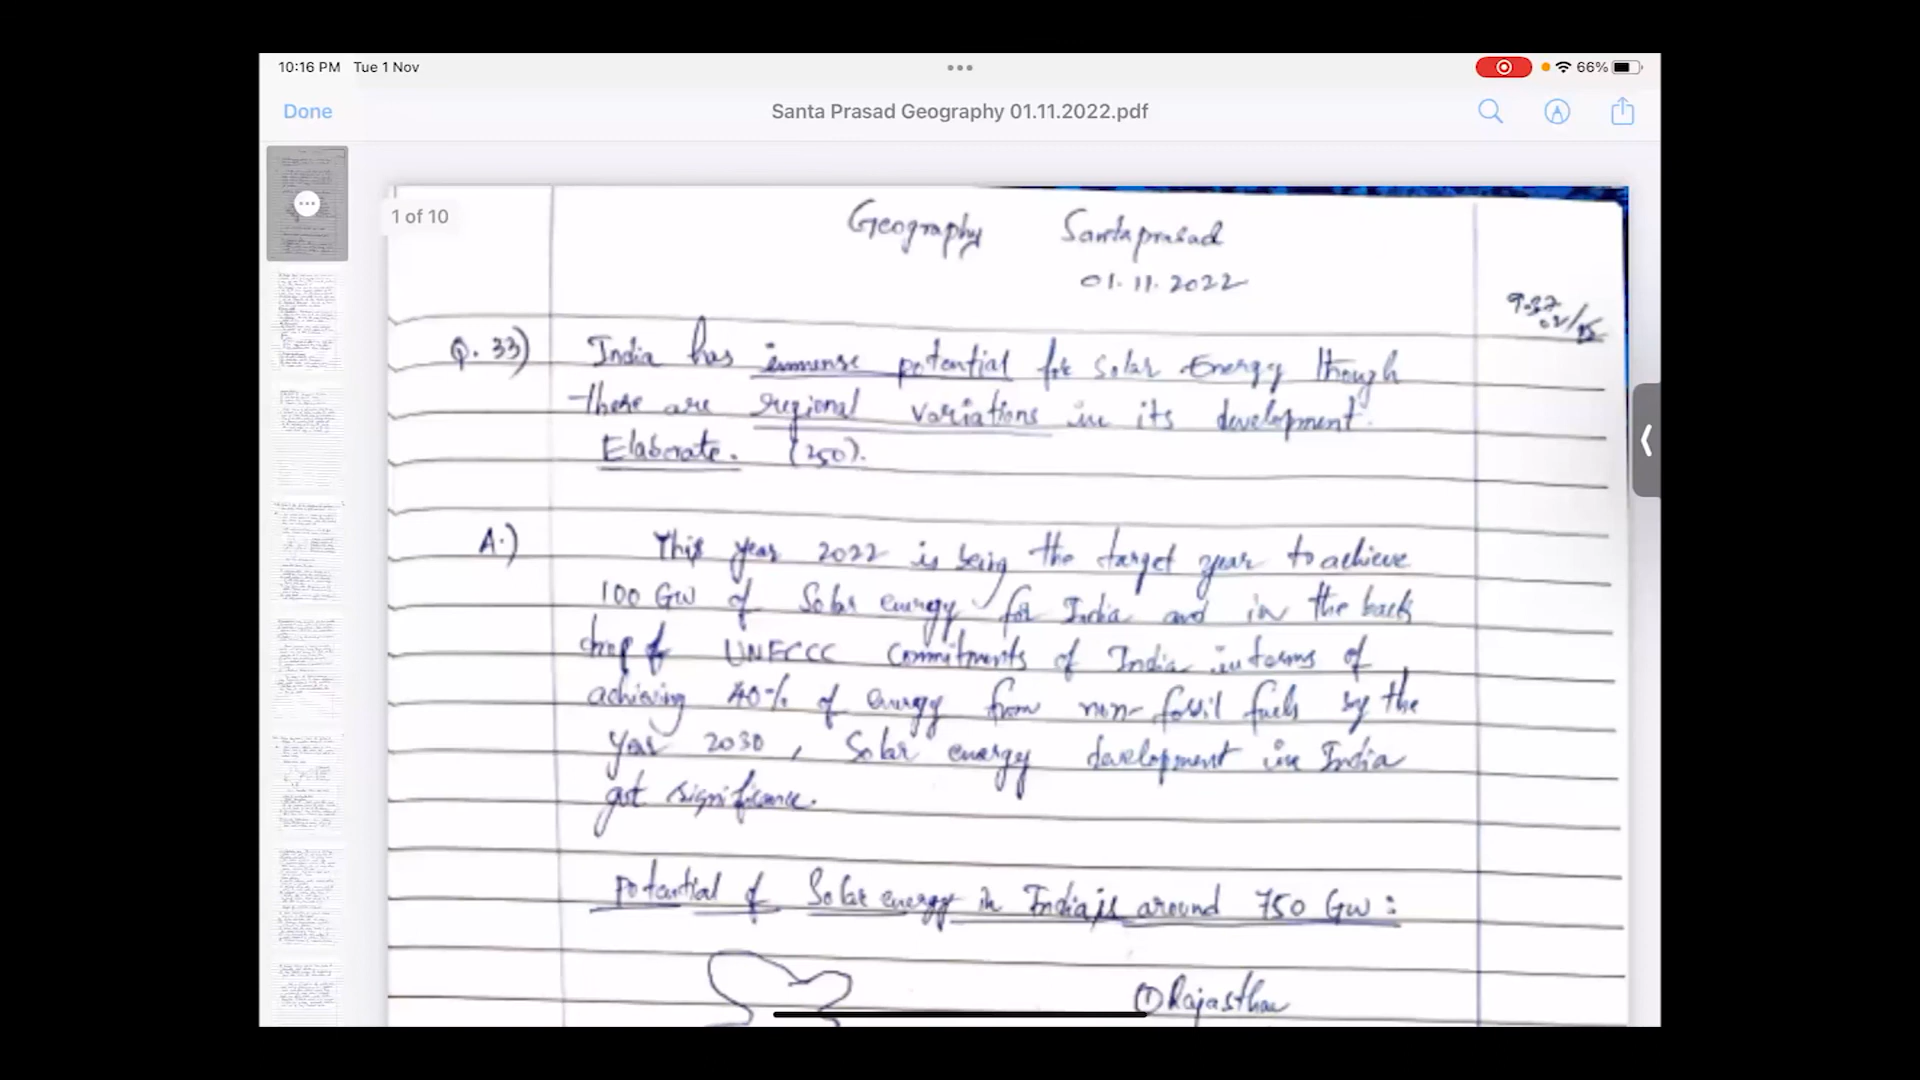 10:16 PM Tue 1 Nov
66%
Done
Santa Prasad Geography 01.11.2022.pdf
1 of 10
Geography Santaprasad
01.11.2022
Q. 33) India has immense potential for Solar Energy though
there are regional variations in its development.
Elaborate. (250).
A.) This year 2022 is being the target year to achieve
100 GW of Solar energy for India and in the back
drop of UNFCCC Commitments of India in terms of
achieving 40% of energy from non-fossil fuels by the
year 2030, Solar energy development in India
got significance.
Potential of Solar energy in India is around 750 GW:
① Rajasthan